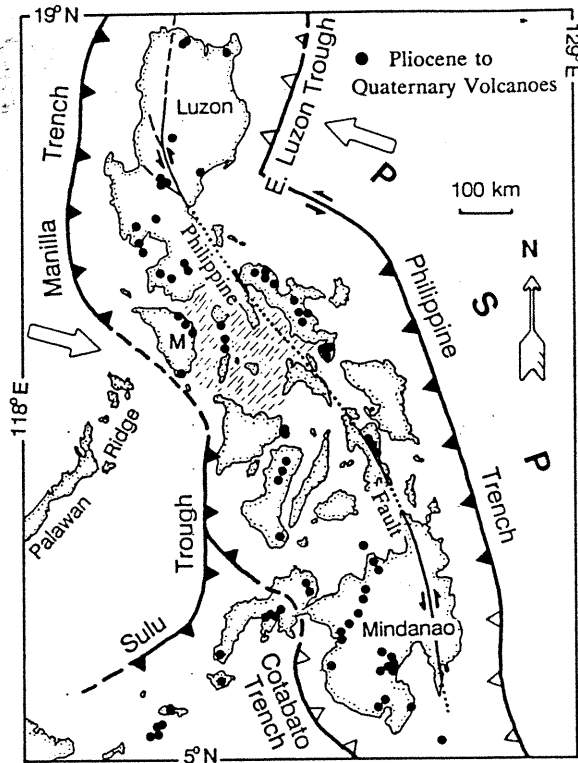 19° N
129° E
Pliocene to
Quaternary Volcanoes
Luzon
E. Luzon Trough
100 km
N
Manilla Trench
Philippine
Fault
Philippine
Trench
P
S
P
M
118° E
Palawan
Ridge
Sulu
Trough
Mindanao
Cotabato
Trench
5° N